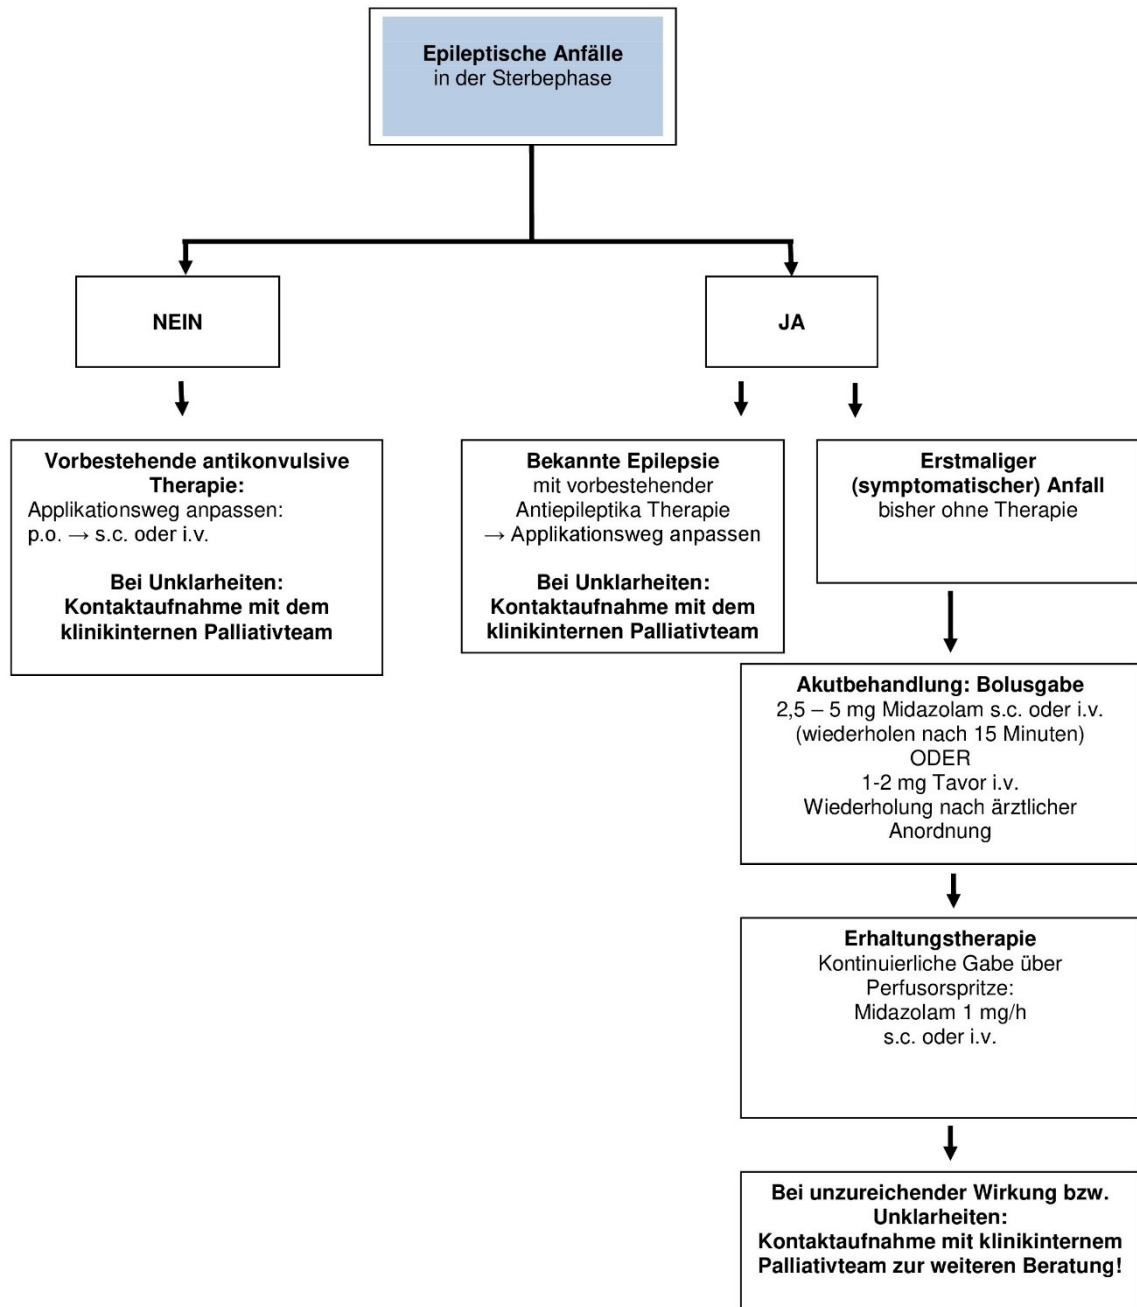 Epileptische Anfälle
in der Sterbephase
NEIN
JA
Vorbestehende antikonvulsive
Therapie:
Applikationsweg anpassen:
p.o. → s.c. oder i.v.
Bei Unklarheiten:
Kontaktaufnahme mit dem
klinikinternen Palliativteam
Bekannte Epilepsie
mit vorbestehender
Antiepileptika Therapie
→ Applikationsweg anpassen
Bei Unklarheiten:
Kontaktaufnahme mit dem
klinikinternen Palliativteam
Erstmaliger
(symptomatischer) Anfall
bisher ohne Therapie
Akutbehandlung: Bolusgabe
2,5 – 5 mg Midazolam s.c. oder i.v.
(wiederholen nach 15 Minuten)
ODER
1-2 mg Tavor i.v.
Wiederholung nach ärztlicher
Anordnung
Erhaltungstherapie
Kontinuierliche Gabe über
Perfusorspritze:
Midazolam 1 mg/h
s.c. oder i.v.
Bei unzureichender Wirkung bzw.
Unklarheiten:
Kontaktaufnahme mit klinikinternem
Palliativteam zur weiteren Beratung!